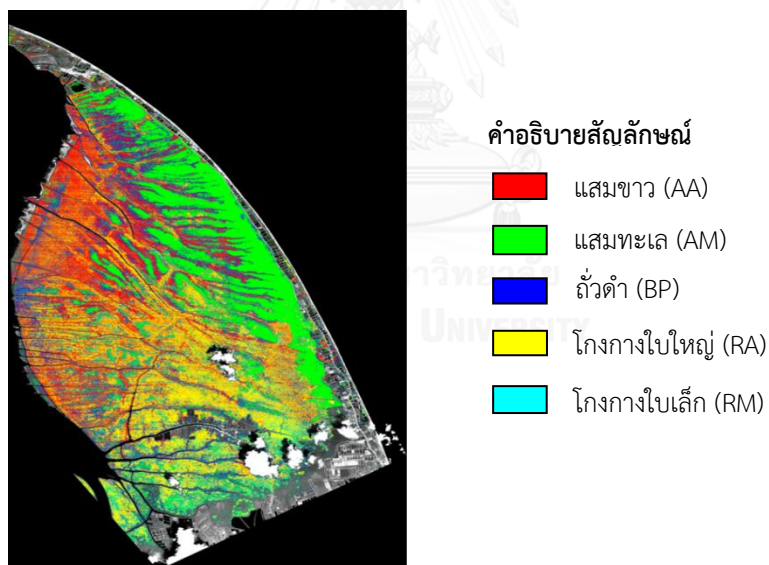 คำอธิบายสัญลักษณ์
แสมขาว (AA)
แสมทะเล (AM)
ถั่วดำ (BP)
UNIVERSITY
โกงกางใบใหญ่ (RA)
โกงกางใบเล็ก (RM)